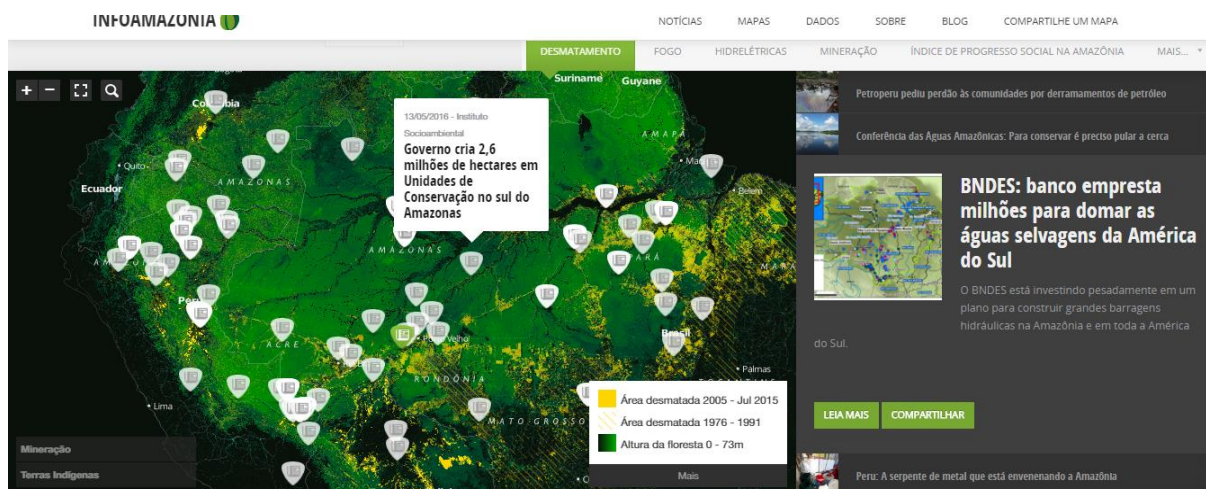 INFOAMAZONIA
NOTÍCIAS MAPAS DADOS SOBRE BLOG COMPARTILHE UM MAPA
DESMATAMENTO FOGO HIDRELÉTRICAS MINERAÇÃO ÍNDICE DE PROGRESSO SOCIAL NA AMAZÔNIA MAIS...
Suriname Guyane
Colombia
AMAPÁ
Quito
Ecuador
AMAZONAS
Belem
AMAZONAS
PARÁ
ACRE
Velho
Brasil
RONDÔNIA
Palmas
Lima
MATO GROSSO
13/05/2016 - Instituto
Socioambiental
Governo cria 2,6
milhões de hectares em
Unidades de
Conservação no sul do
Amazonas
Área desmatada 2005 - Jul 2015
Área desmatada 1976 - 1991
Altura da floresta 0 - 73m
Mais
Mineração
Terras Indígenas
Petroperu pediu perdão às comunidades por derramamentos de petróleo
Conferência das Águas Amazônicas: Para conservar é preciso pular a cerca
BNDES: banco empresta
milhões para domar as
águas selvagens da América
do Sul
O BNDES está investindo pesadamente em um
plano para construir grandes barragens
hidráulicas na Amazônia e em toda a América
do Sul.
LEIA MAIS COMPARTILHAR
Peru: A serpente de metal que está envenenando a Amazônia